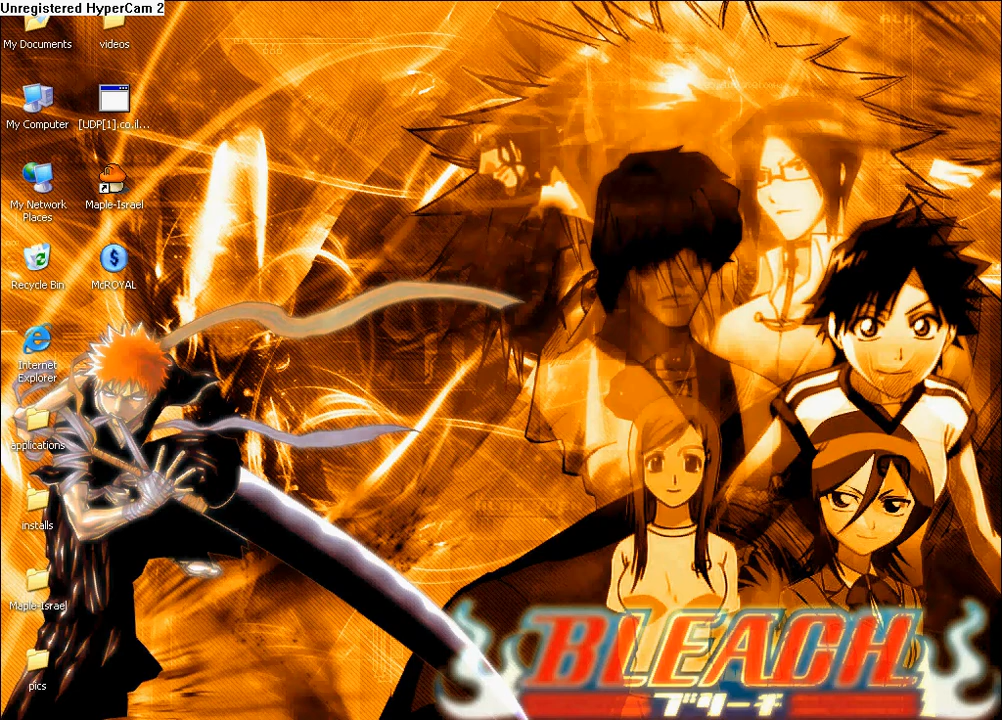 Unregistered HyperCam 2
My Documents
videos
My Computer
[UDP[1].co.il...
My Network
Places
Maple-Israel
Recycle Bin
McROYAL
Internet
Explorer
applications
installs
Maple-Israel
pics
BLEACH
ブリーチ